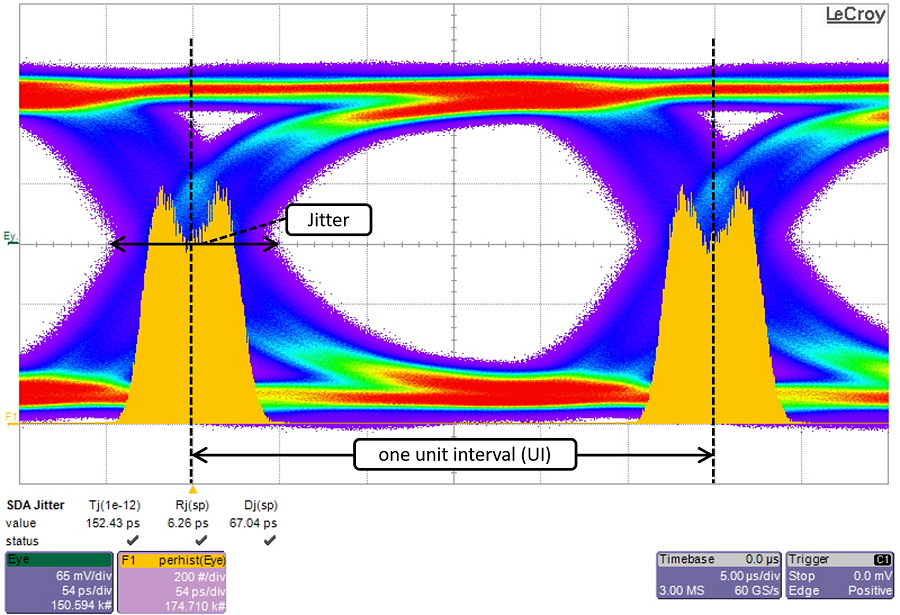 LeCroy
Jitter
Ey.
F1
one unit interval (UI)
SDA Jitter Tj(1e-12) Rj(sp) Dj(sp)
value 152.43 ps 6.26 ps 67.04 ps
status
Eye
65 mV/div
54 ps/div
150.594 k#
F1 perhist(Eye)
200 #/div
54 ps/div
174.710 k#
Timebase 0.0 µs
5.00 µs/div
3.00 MS 60 GS/s
Trigger C1
Stop 0.0 mV
Edge Positive